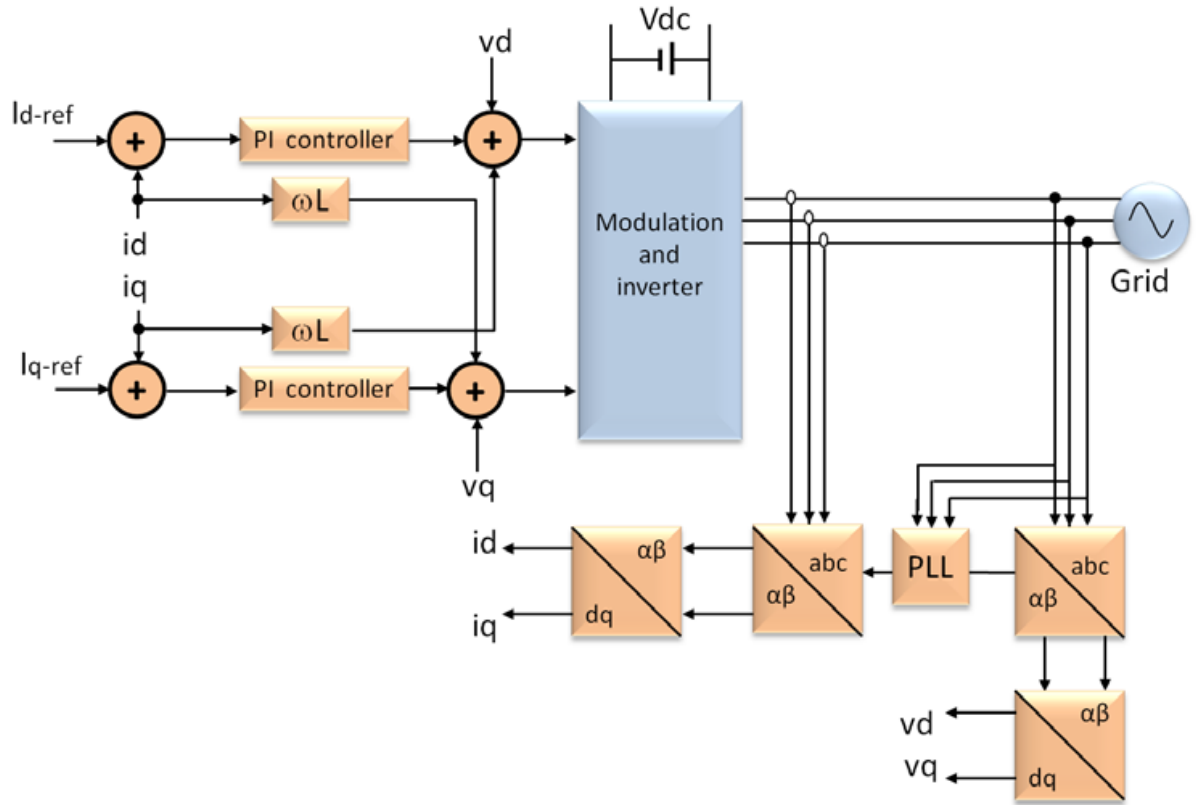 Vdc
vd
Id-ref
+
PI controller
+
ωL
id
iq
Modulation
and
inverter
Grid
ωL
Iq-ref
+
PI controller
+
vq
id
iq
αβ
dq
abc
αβ
PLL
abc
αβ
vd
vq
αβ
dq